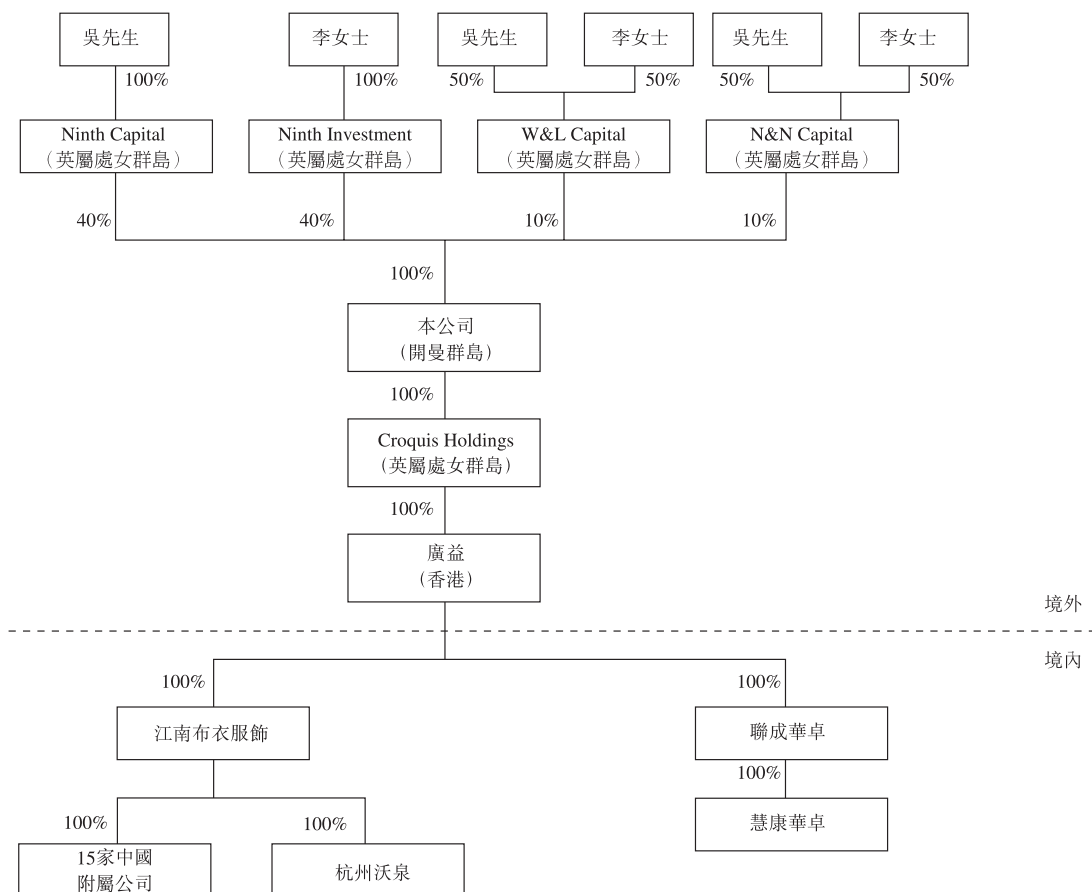 吳先生
李女士
吳先生
李女士
吳先生
李女士
100%
100%
50%
50%
50%
50%
Ninth Capital
（英屬處女群島）
Ninth Investment
（英屬處女群島）
W&L Capital
（英屬處女群島）
N&N Capital
（英屬處女群島）
40%
40%
10%
10%
100%
本公司
（開曼群島）
100%
Croquis Holdings
（英屬處女群島）
100%
廣益
（香港）
境外
境內
100%
100%
江南布衣服飾
聯成華卓
100%
慧康華卓
100%
100%
15家中國
附屬公司
杭州沃泉